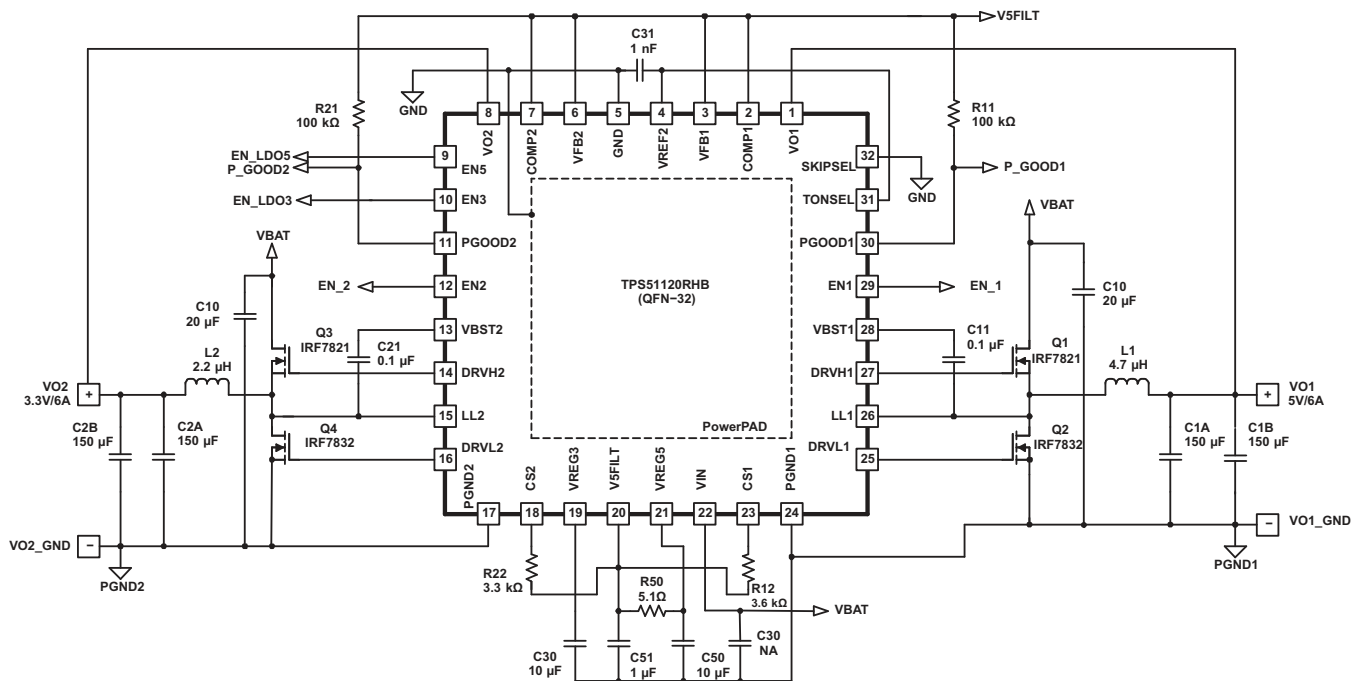 V5FILT
C31
1 nF
R21
100 kΩ
GND
R11
100 kΩ
8
7
6
5
4
3
2
1
VO2
COMP2
VFB2
GND
VREF2
VFB1
COMP1
VO1
EN_LDO5
P_GOOD2
9
EN5
32
SKIPSEL
GND
P_GOOD1
EN_LDO3
10
EN3
TONSEL
31
VBAT
11
PGOOD2
PGOOD1
30
VBAT
TPS51120RHB
(QFN−32)
EN_2
12
EN2
EN1
29
EN_1
C10
20 µF
C10
20 µF
13
VBST2
VBST1
28
Q3
IRF7821
C21
0.1 µF
C11
0.1 µF
Q1
IRF7821
L2
2.2 µH
14
DRVH2
DRVH1
27
L1
4.7 µH
VO2
3.3V/6A
+
VO1
5V/6A
+
15
LL2
LL1
26
C2B
150 µF
C2A
150 µF
Q4
IRF7832
PowerPAD
Q2
IRF7832
C1A
150 µF
C1B
150 µF
16
DRVL2
DRVL1
25
PGND2
CS2
VREG3
V5FILT
VREG5
VIN
CS1
PGND1
17
18
19
20
21
22
23
24
VO2_GND
−
PGND2
−
VO1_GND
PGND1
R22
3.3 kΩ
R50
5.1Ω
R12
3.6 kΩ
VBAT
C30
10 µF
C51
1 µF
C50
10 µF
C30
NA